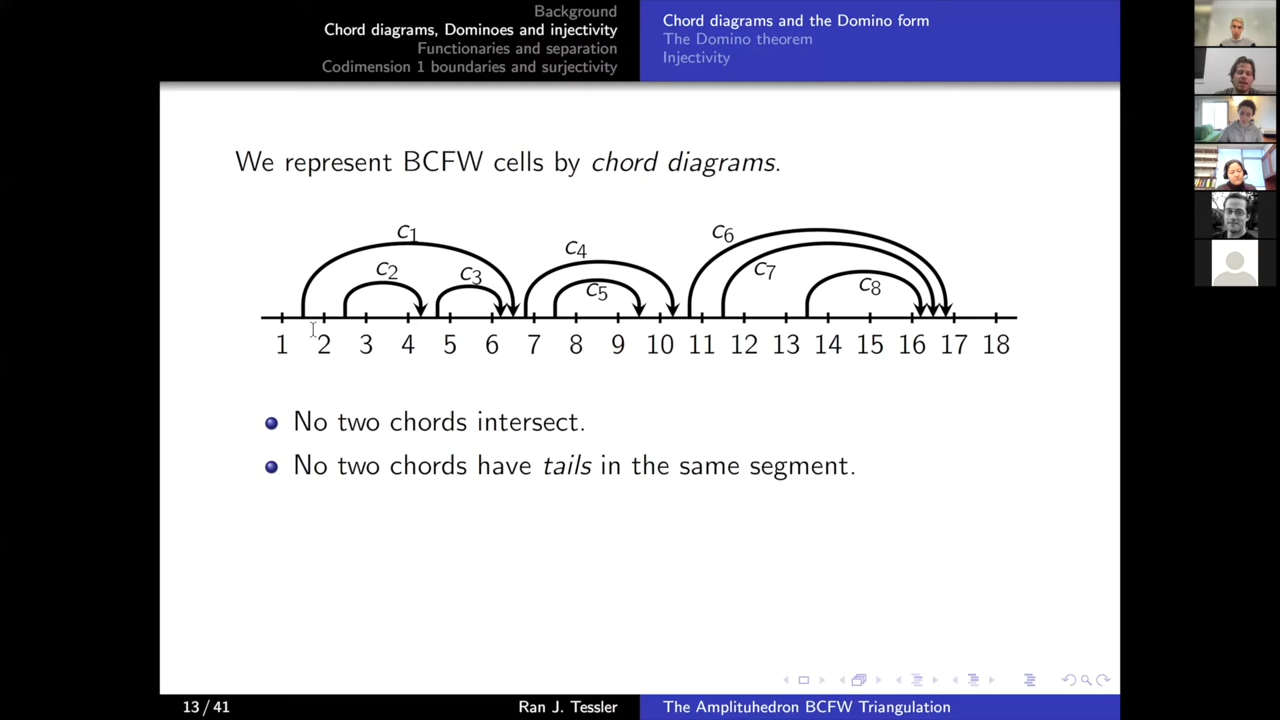 Background
Chord diagrams, Dominoes and injectivity
Functionaries and separation
Codimension 1 boundaries and surjectivity
Chord diagrams and the Domino form
The Domino theorem
Injectivity
We represent BCFW cells by chord diagrams.
c1 c2 c3 c4 c5 c6 c7 c8
1 2 3 4 5 6 7 8 9 10 11 12 13 14 15 16 17 18
No two chords intersect.
No two chords have tails in the same segment.
13 / 41
Ran J. Tessler
The Amplituhedron BCFW Triangulation